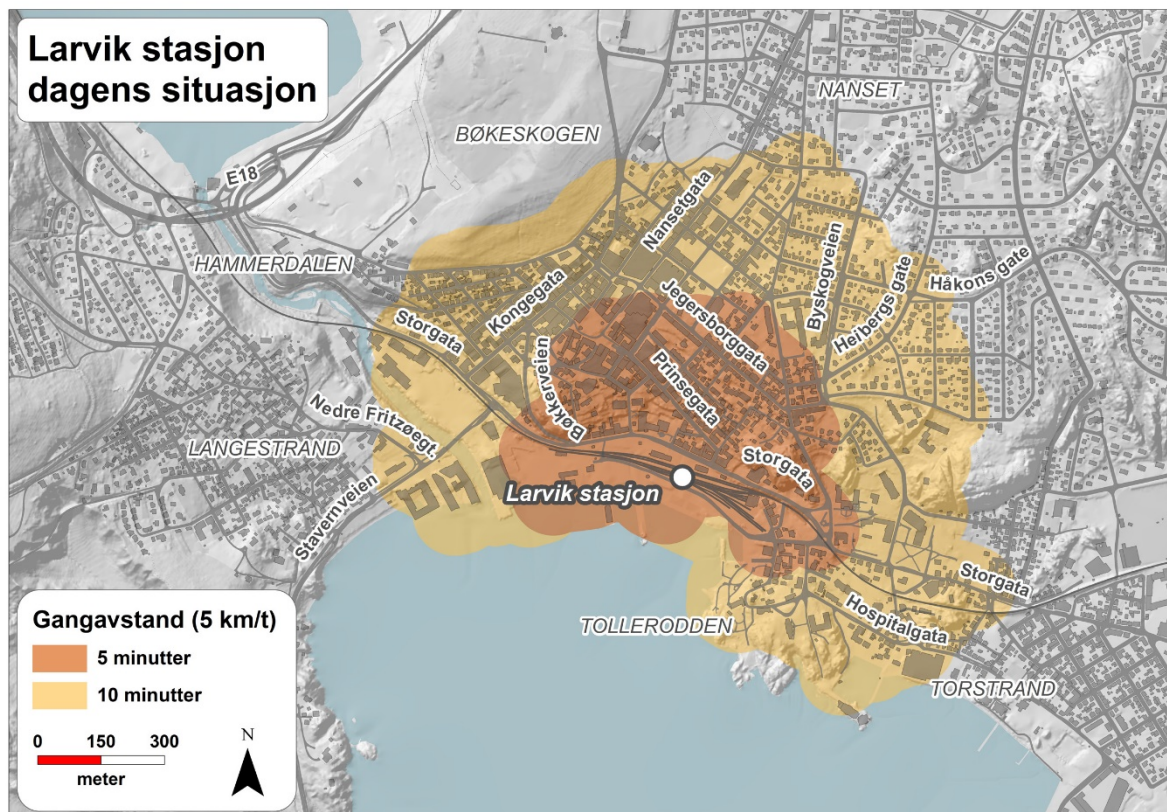 Larvik stasjon
dagens situasjon
NANSET
BØKESKOGEN
E18
Nansetgata
HAMMERDALEN
Håkons gate
Byskogveien
Heibergs gate
Kongegata
Jegersborggata
Storgata
Prinsegata
Bøkkerveien
Nedre Fritzøegt.
LANGESTRAND
Storgata
Larvik stasjon
Stavernveien
Storgata
Hospitalgata
TOLLERODDEN
TORSTRAND
Gangavstand (5 km/t)
5 minutter
10 minutter
0 150 300
meter
N